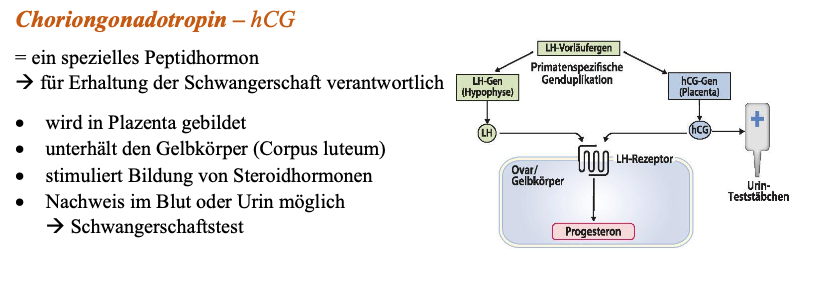 Choriongonadotropin – hCG
= ein spezielles Peptidhormon
→ für Erhaltung der Schwangerschaft verantwortlich
• wird in Plazenta gebildet
• unterhält den Gelbkörper (Corpus luteum)
• stimuliert Bildung von Steroidhormonen
• Nachweis im Blut oder Urin möglich
→ Schwangerschaftstest
LH-Vorläufergen
Primatenspezifische
Genduplikation
LH-Gen
(Hypophyse)
hCG-Gen
(Placenta)
LH
hCG
LH-Rezeptor
Ovar/
Gelbkörper
Progesteron
Urin-
Teststäbchen